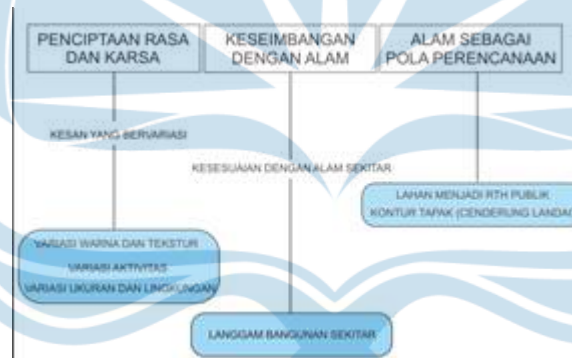 PENCIPTAAN RASA
DAN KARSA
KESEIMBANGAN
DENGAN ALAM
ALAM SEBAGAI
POLA PERENCANAAN
KESAN YANG BERVARIASI
KESESUAIAN DENGAN ALAM SEKITAR
LAHAN MENJADI RTH PUBLIK
KONTUR TAPAK (CENDERUNG LANDAI)
VARIASI WARNA DAN TEKSTUR
VARIASI AKTIVITAS
VARIASI UKURAN DAN LINGKUNGAN
LANGGAM BANGUNAN SEKITAR